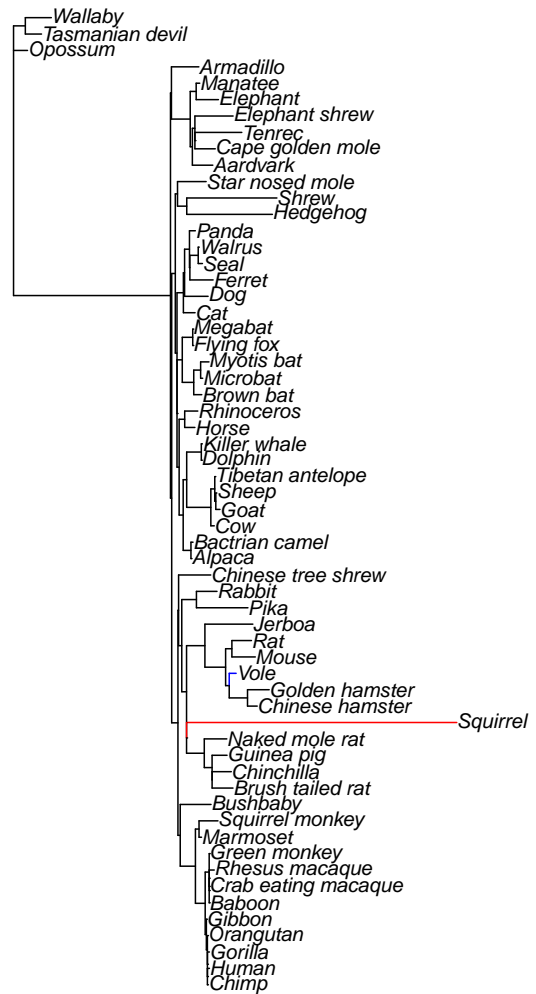 Wallaby
Tasmanian devil
Opossum
Armadillo
Manatee
Elephant
Elephant shrew
Tenrec
Cape golden mole
Aardvark
Star nosed mole
Shrew
Hedgehog
Panda
Walrus
Seal
Ferret
Dog
Cat
Megabat
Flying fox
Myotis bat
Microbat
Brown bat
Rhinoceros
Horse
Killer whale
Dolphin
Tibetan antelope
Sheep
Goat
Cow
Bactrian camel
Alpaca
Chinese tree shrew
Rabbit
Pika
Jerboa
Rat
Mouse
Vole
Golden hamster
Chinese hamster
Squirrel
Naked mole rat
Guinea pig
Chinchilla
Brush tailed rat
Bushbaby
Squirrel monkey
Marmoset
Green monkey
Rhesus macaque
Crab eating macaque
Baboon
Gibbon
Orangutan
Gorilla
Human
Chimp